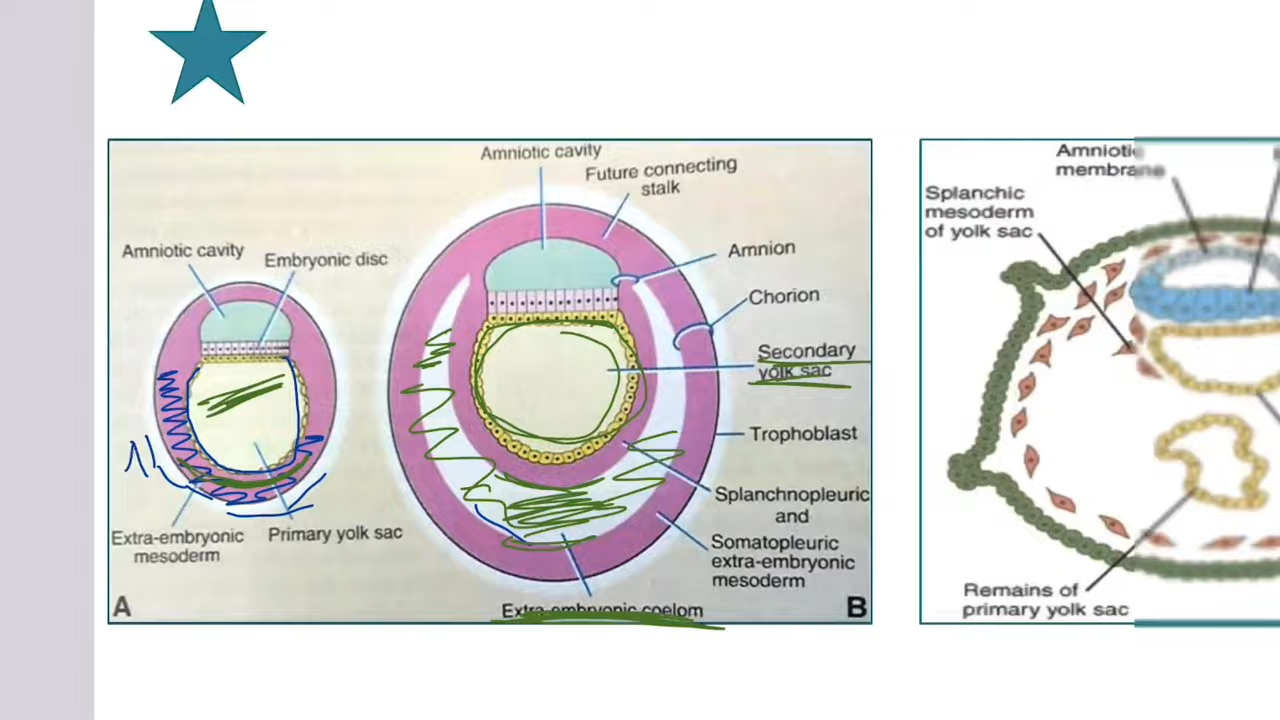 Amniotic cavity
Embryonic disc
Extra-embryonic
mesoderm
Primary yolk sac
A
Amniotic cavity
Future connecting
stalk
Amnion
Chorion
Secondary
yolk sac
Trophoblast
Splanchnopleuric
and
Somatopleuric
extra-embryonic
mesoderm
Extra-embryonic coelom
B
Amniotic
membrane
Splanchic
mesoderm
of yolk sac
Remains of
primary yolk sac